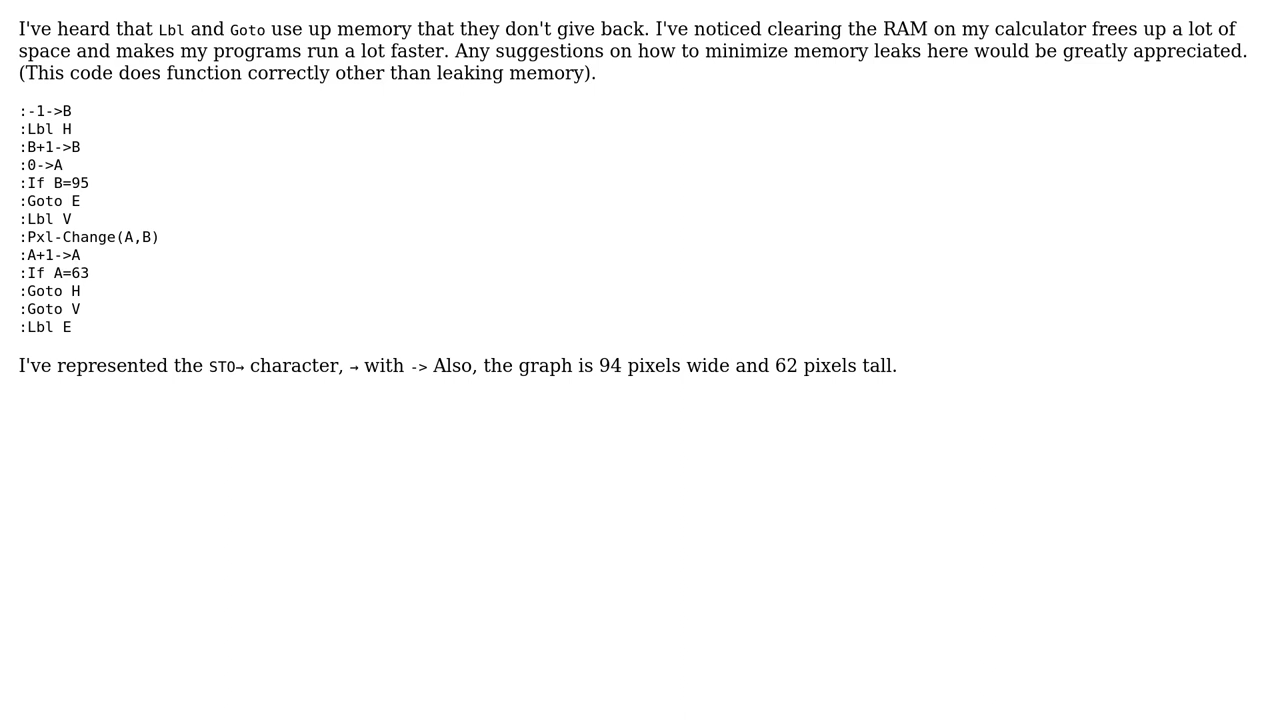 I've heard that Lbl and Goto use up memory that they don't give back. I've noticed clearing the RAM on my calculator frees up a lot of
space and makes my programs run a lot faster. Any suggestions on how to minimize memory leaks here would be greatly appreciated.
(This code does function correctly other than leaking memory).
:-1->B
:Lbl H
:B+1->B
:0->A
:If B=95
:Goto E
:Lbl V
:Pxl-Change(A,B)
:A+1->A
:If A=63
:Goto H
:Goto V
:Lbl E
I've represented the STO→ character, → with -> Also, the graph is 94 pixels wide and 62 pixels tall.